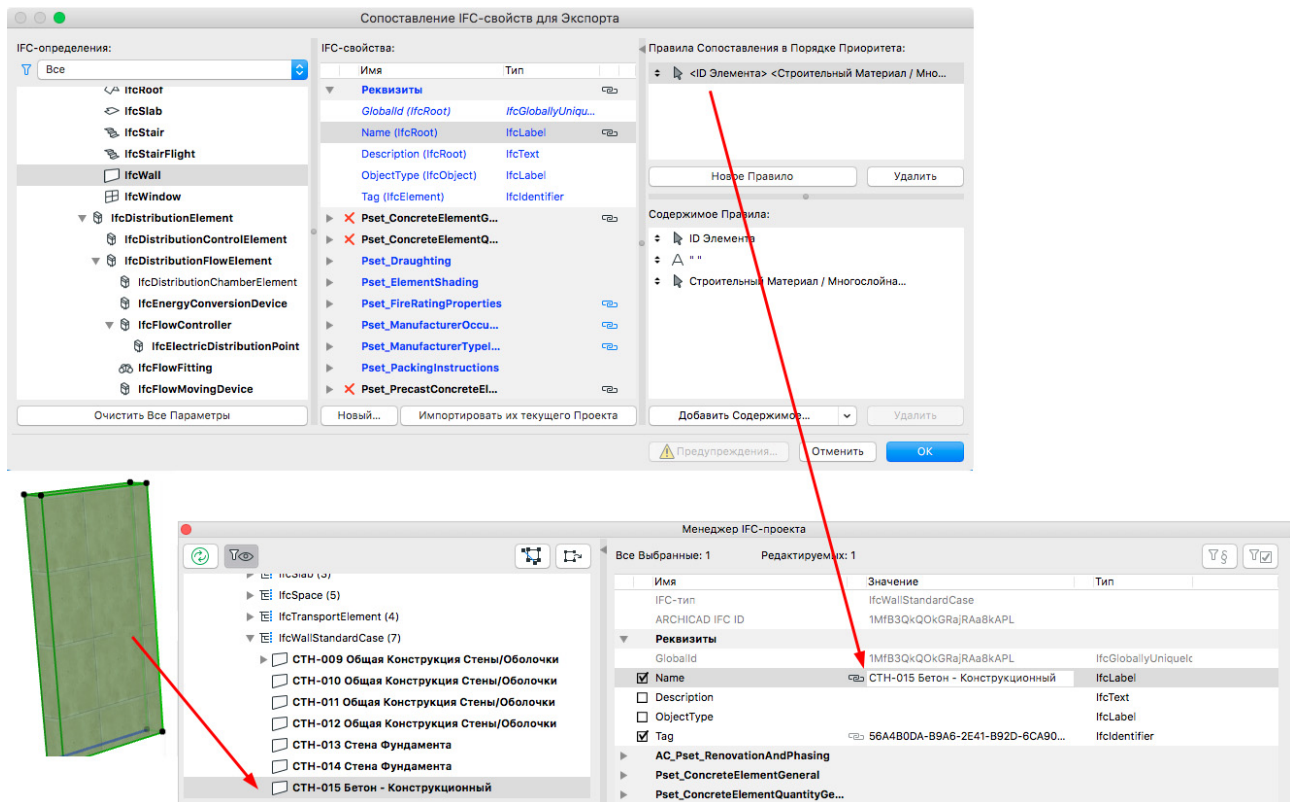 Сопоставление IFC-свойств для Экспорта
IFC-определения:
Все
IfcRoof
IfcSlab
IfcStair
IfcStairFlight
IfcWall
IfcWindow
IfcDistributionElement
IfcDistributionControlElement
IfcDistributionFlowElement
IfcDistributionChamberElement
IfcEnergyConversionDevice
IfcFlowController
IfcElectricDistributionPoint
IfcFlowFitting
IfcFlowMovingDevice
Очистить Все Параметры
IFC-свойства:
Имя Тип
Реквизиты
GlobalId (IfcRoot) IfcGloballyUniqu...
Name (IfcRoot) IfcLabel
Description (IfcRoot) IfcText
ObjectType (IfcObject) IfcLabel
Tag (IfcElement) IfcIdentifier
Pset_ConcreteElementG...
Pset_ConcreteElementQ...
Pset_Draughting
Pset_ElementShading
Pset_FireRatingProperties
Pset_ManufacturerOccu...
Pset_ManufacturerTypeI...
Pset_PackingInstructions
Pset_PrecastConcreteEl...
Новый... Импортировать их текущего Проекта
Правила Сопоставления в Порядке Приоритета:
<ID Элемента> <Строительный Материал / Мно...
Новое Правило Удалить
Содержимое Правила:
ID Элемента
" "
Строительный Материал / Многослойна...
Добавить Содержимое... Удалить
Предупреждения... Отменить OK
Менеджер IFC-проекта
IfcSlab (3)
IfcSpace (5)
IfcTransportElement (4)
IfcWallStandardCase (7)
СТН-009 Общая Конструкция Стены/Оболочки
СТН-010 Общая Конструкция Стены/Оболочки
СТН-011 Общая Конструкция Стены/Оболочки
СТН-012 Общая Конструкция Стены/Оболочки
СТН-013 Стена Фундамента
СТН-014 Стена Фундамента
СТН-015 Бетон - Конструкционный
Все Выбранные: 1 Редактируемых: 1
Имя Значение Тип
IFC-тип IfcWallStandardCase
ARCHICAD IFC ID 1MfB3QkQOkGRajRAa8kAPL
Реквизиты
GlobalId 1MfB3QkQOkGRajRAa8kAPL IfcGloballyUniqueIc
Name СТН-015 Бетон - Конструкционный IfcLabel
Description IfcText
ObjectType IfcLabel
Tag 56A4B0DA-B9A6-2E41-B92D-6CA90... IfcIdentifier
AC_Pset_RenovationAndPhasing
Pset_ConcreteElementGeneral
Pset_ConcreteElementQuantityGe...